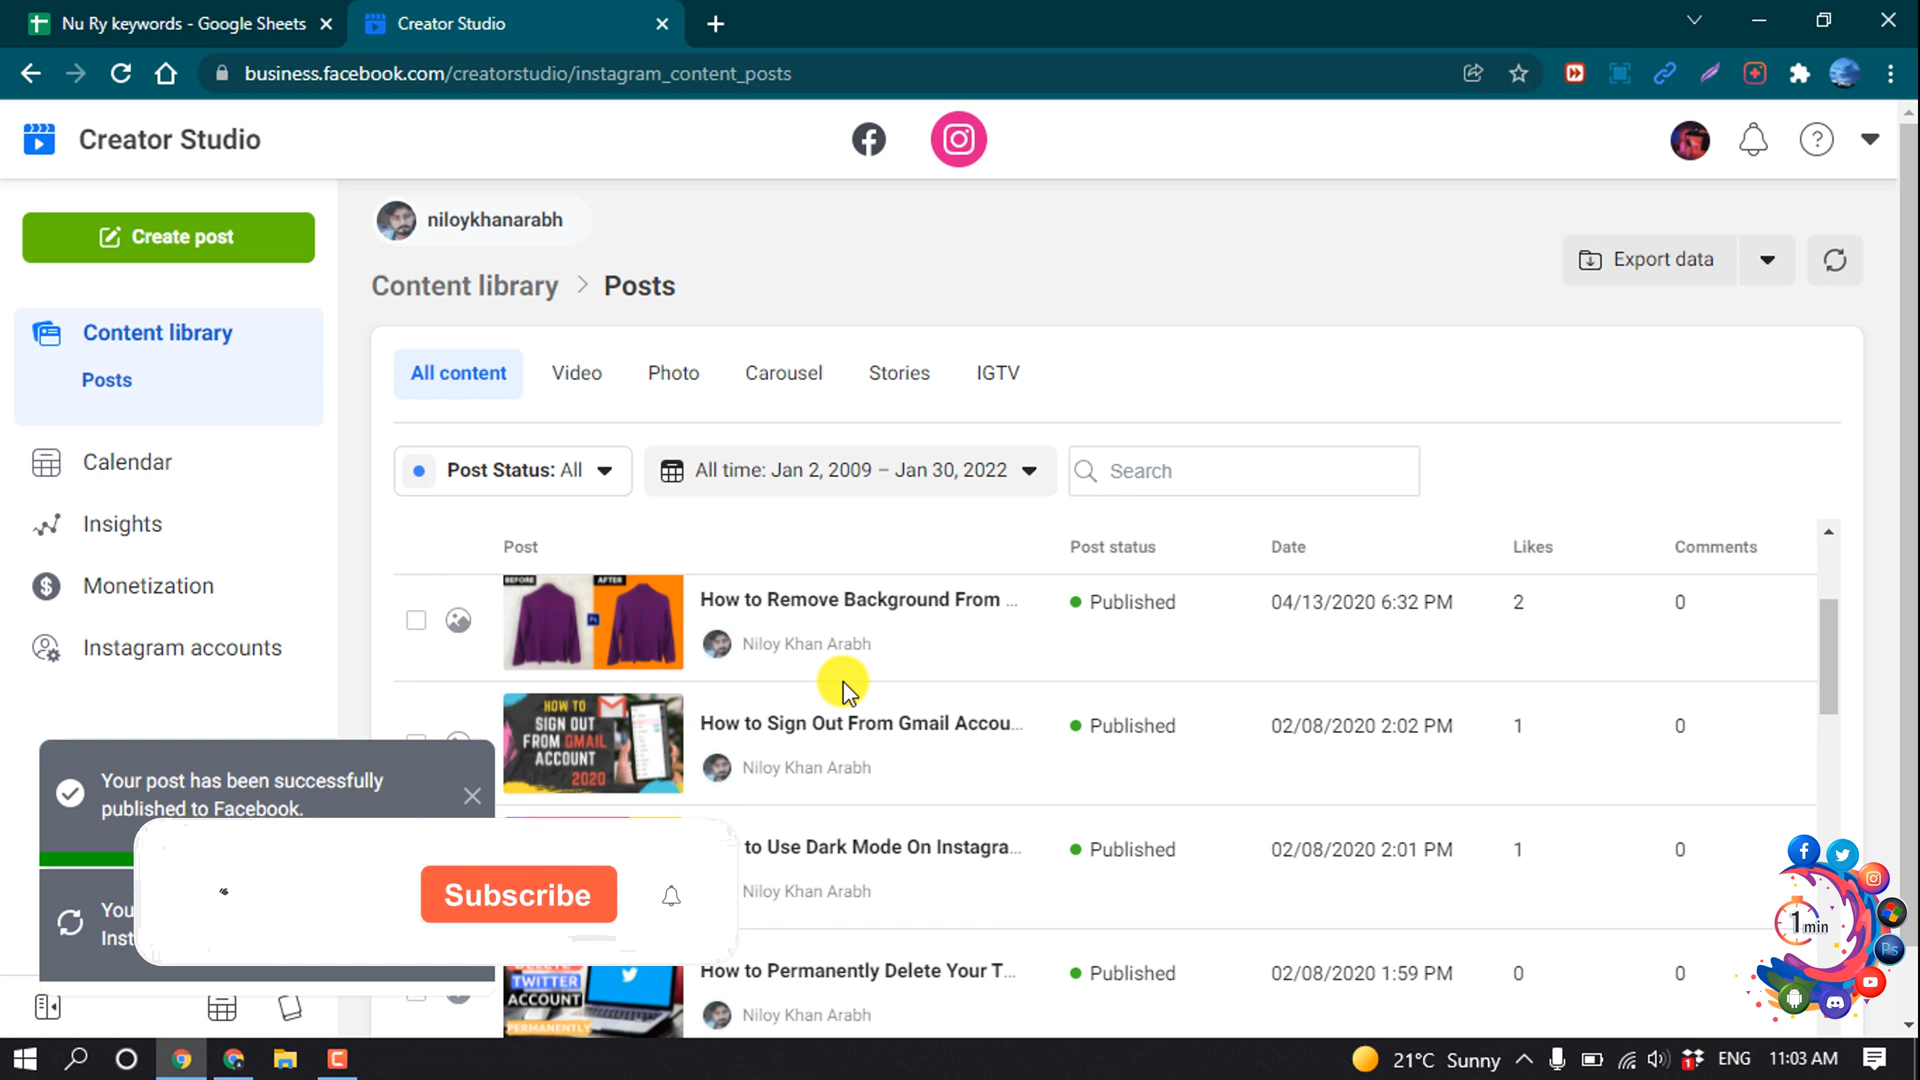 Nu Ry keywords - Google Sheets
Creator Studio
business.facebook.com/creatorstudio/instagram_content_posts
Creator Studio
niloykhanarabh
Create post
Content library > Posts
Export data
Content library
Posts
Calendar
Insights
Monetization
Instagram accounts
All content
Video
Photo
Carousel
Stories
IGTV
Post Status: All
All time: Jan 2, 2009 – Jan 30, 2022
Search
Post
Post status
Date
Likes
Comments
BEFORE
AFTER
How to Remove Background From ...
Published
04/13/2020 6:32 PM
2
0
Niloy Khan Arabh
HOW TO
SIGN OUT
FROM GMAIL
ACCOUNT
2020
How to Sign Out From Gmail Accou...
Published
02/08/2020 2:02 PM
1
0
Niloy Khan Arabh
to Use Dark Mode On Instagra...
Published
02/08/2020 2:01 PM
1
0
Niloy Khan Arabh
DELETE
TWITTER
ACCOUNT
PERMANENTLY
How to Permanently Delete Your T...
Published
02/08/2020 1:59 PM
0
0
Niloy Khan Arabh
Your post has been successfully
published to Facebook.
You
Inst
Subscribe
1 min
Ps
21°C Sunny
ENG
11:03 AM